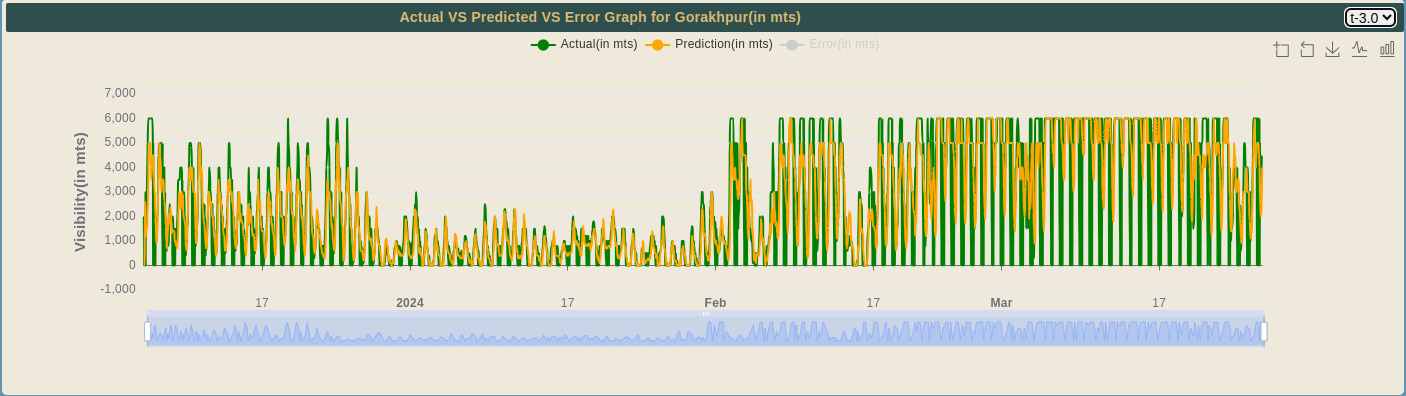 Actual VS Predicted VS Error Graph for Gorakhpur(in mts)
t-3.0
Actual(in mts) Prediction(in mts) Error(in mts)
Visibility(in mts)
7,000
6,000
5,000
4,000
3,000
2,000
1,000
0
-1,000
17 2024 17 Feb 17 Mar 17